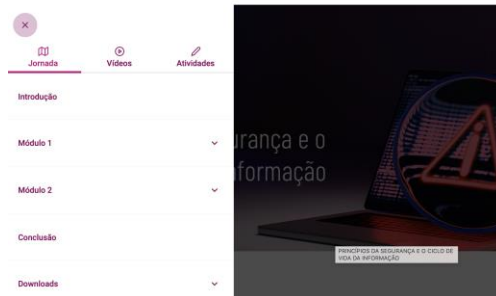 Jornada
Vídeos
Atividades
Introdução
Módulo 1
Módulo 2
Conclusão
Downloads
urança e o
formação
PRINCÍPIOS DA SEGURANÇA E O CICLO DE
VIDA DA INFORMAÇÃO